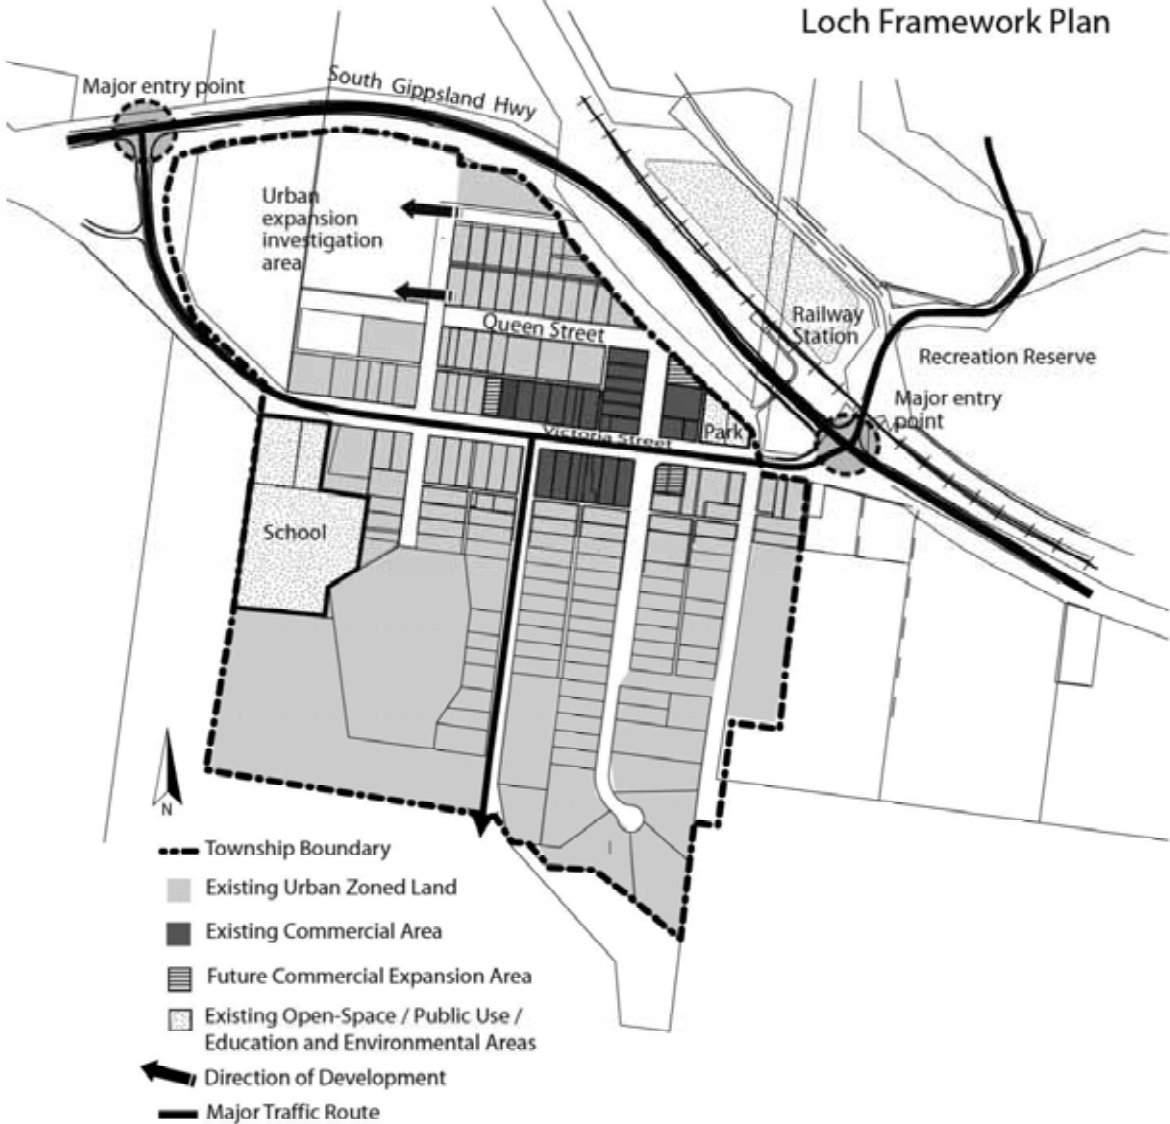 Loch Framework Plan
Major entry point
South Gippsland Hwy
Urban
expansion
investigation
area
Queen Street
Railway
Station
Recreation Reserve
Major entry
point
Victoria Street
Park
School
N
Township Boundary
Existing Urban Zoned Land
Existing Commercial Area
Future Commercial Expansion Area
Existing Open-Space / Public Use /
Education and Environmental Areas
Direction of Development
Major Traffic Route